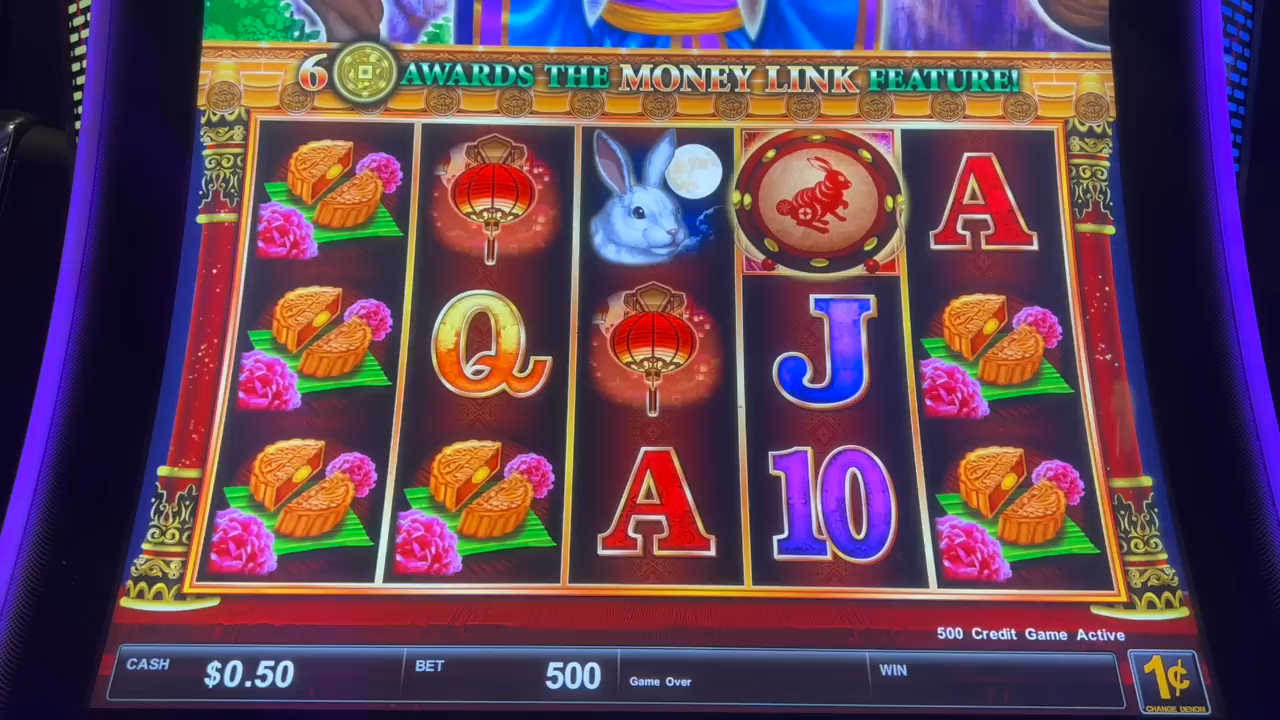 6 AWARDS THE MONEY LINK FEATURE!
A
Q
J
A
10
500 Credit Game Active
CASH $0.50 BET 500 Game Over WIN
1¢
CHANGE DENOM